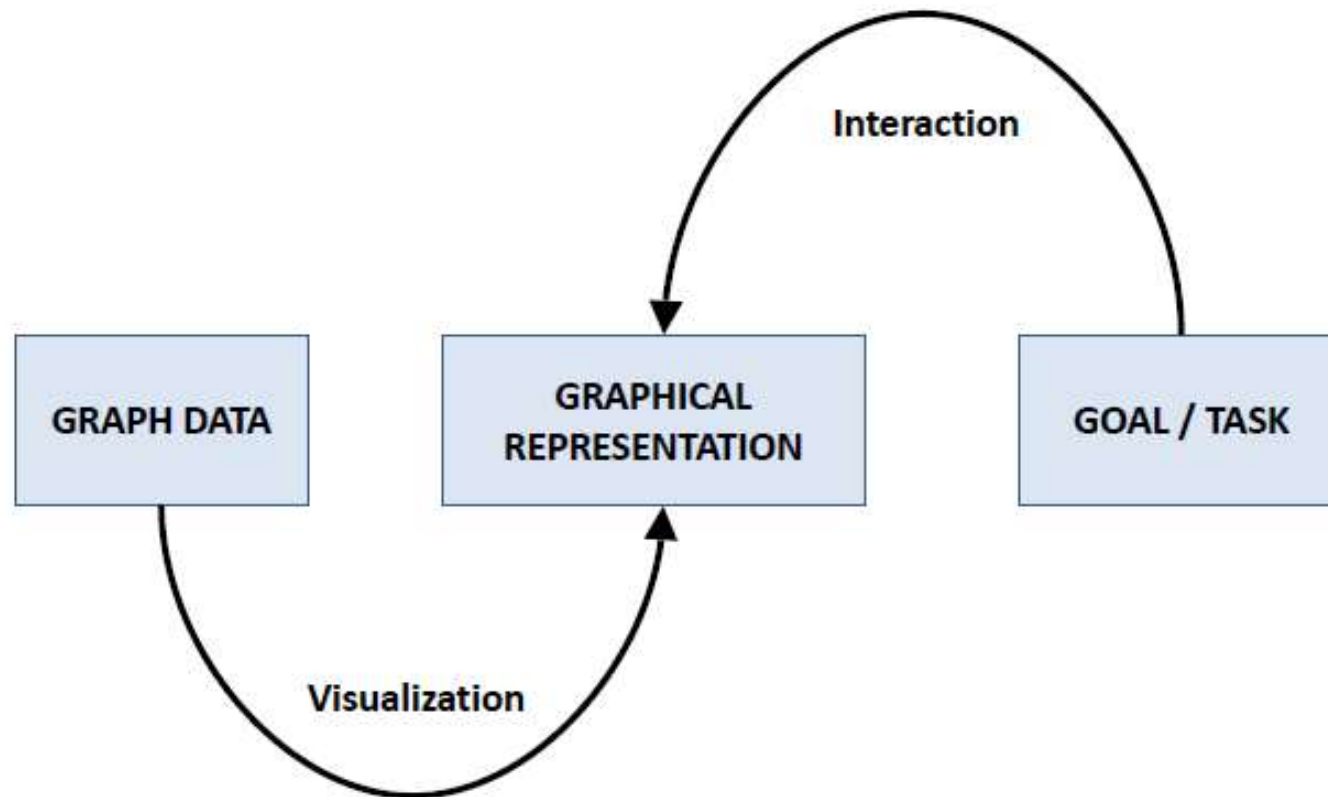 Interaction
GRAPH DATA
GRAPHICAL
REPRESENTATION
GOAL / TASK
Visualization